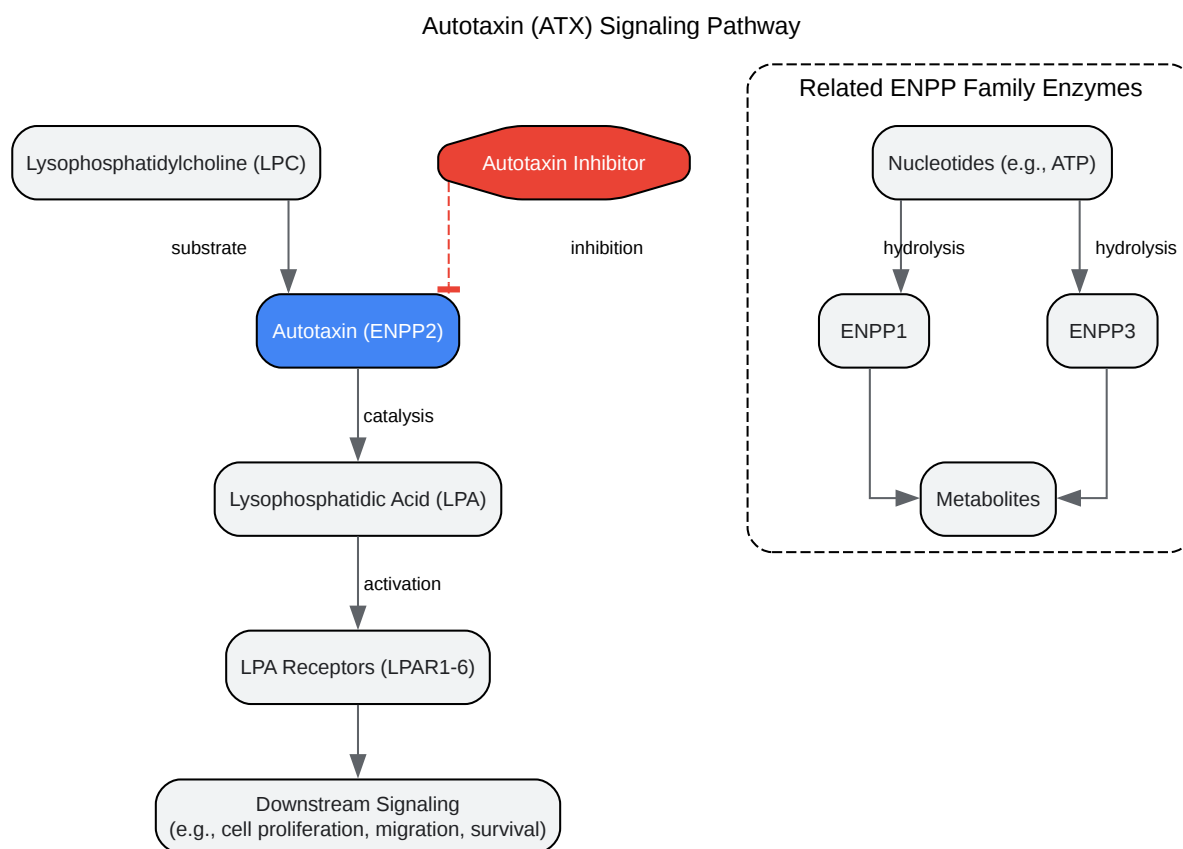 Autotaxin (ATX) Signaling Pathway
Related ENPP Family Enzymes
Lysophosphatidylcholine (LPC)
Autotaxin Inhibitor
Nucleotides (e.g., ATP)
substrate
inhibition
hydrolysis
hydrolysis
Autotaxin (ENPP2)
ENPP1
ENPP3
catalysis
Lysophosphatidic Acid (LPA)
Metabolites
activation
LPA Receptors (LPAR1-6)
Downstream Signaling
(e.g., cell proliferation, migration, survival)